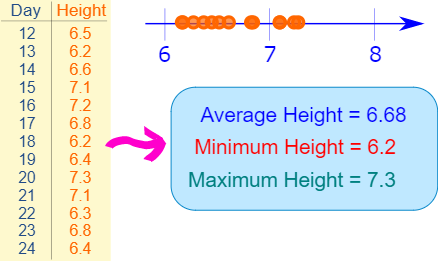 Day Height
12 6.5
13 6.2
14 6.6
15 7.1
16 7.2
17 6.8
18 6.2
19 6.4
20 7.3
21 7.1
22 6.3
23 6.8
24 6.4
6 7 8
Average Height = 6.68
Minimum Height = 6.2
Maximum Height = 7.3